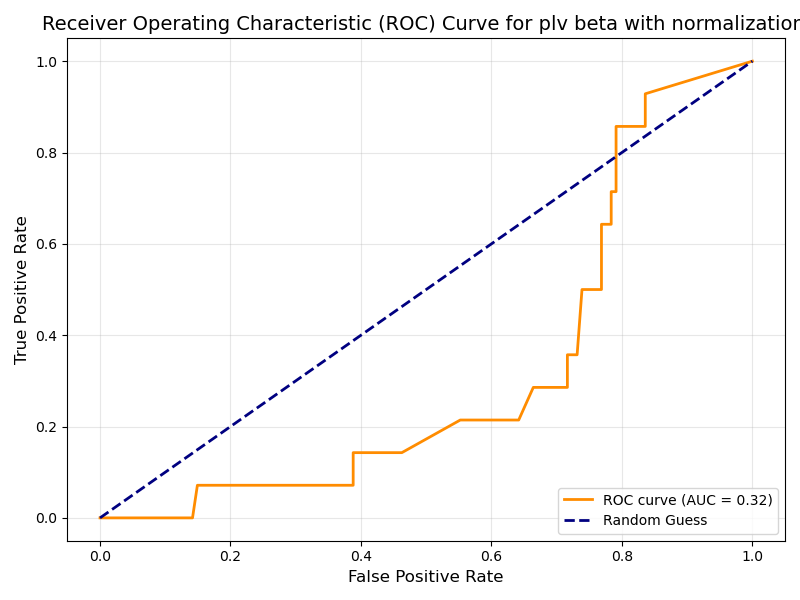 Receiver Operating Characteristic (ROC) Curve for plv beta with normalization
1.0
0.8
0.6
0.4
0.2
0.0
True Positive Rate
0.0 0.2 0.4 0.6 0.8 1.0
False Positive Rate
ROC curve (AUC = 0.32)
Random Guess